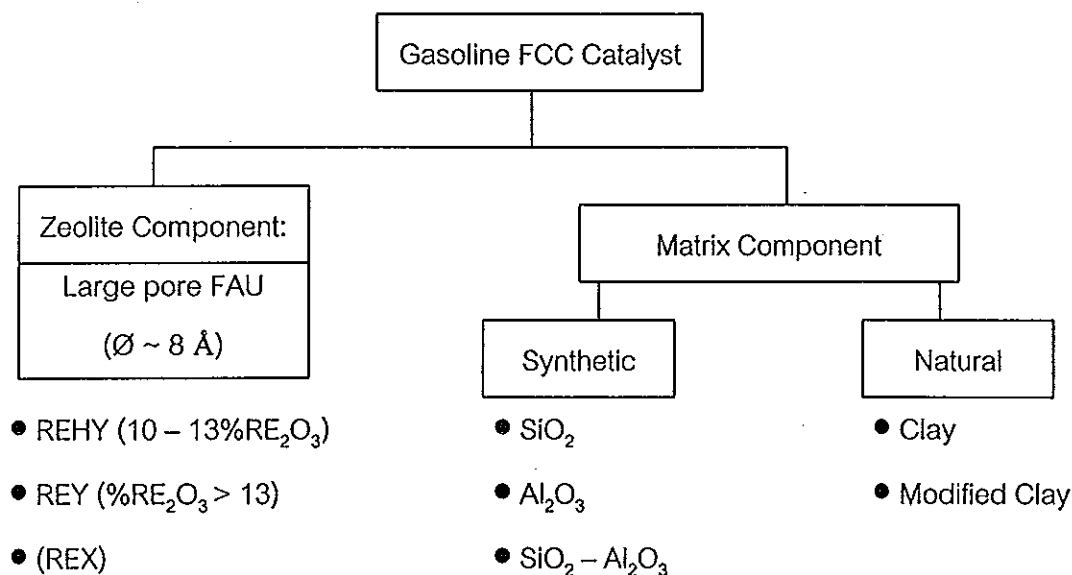 Gasoline FCC Catalyst
Zeolite Component:
Large pore FAU
(Ø ~ 8 Å)
● REHY (10 – 13%RE₂O₃)
● REY (%RE₂O₃ > 13)
● (REX)
Matrix Component
Synthetic
● SiO₂
● Al₂O₃
● SiO₂ – Al₂O₃
Natural
● Clay
● Modified Clay